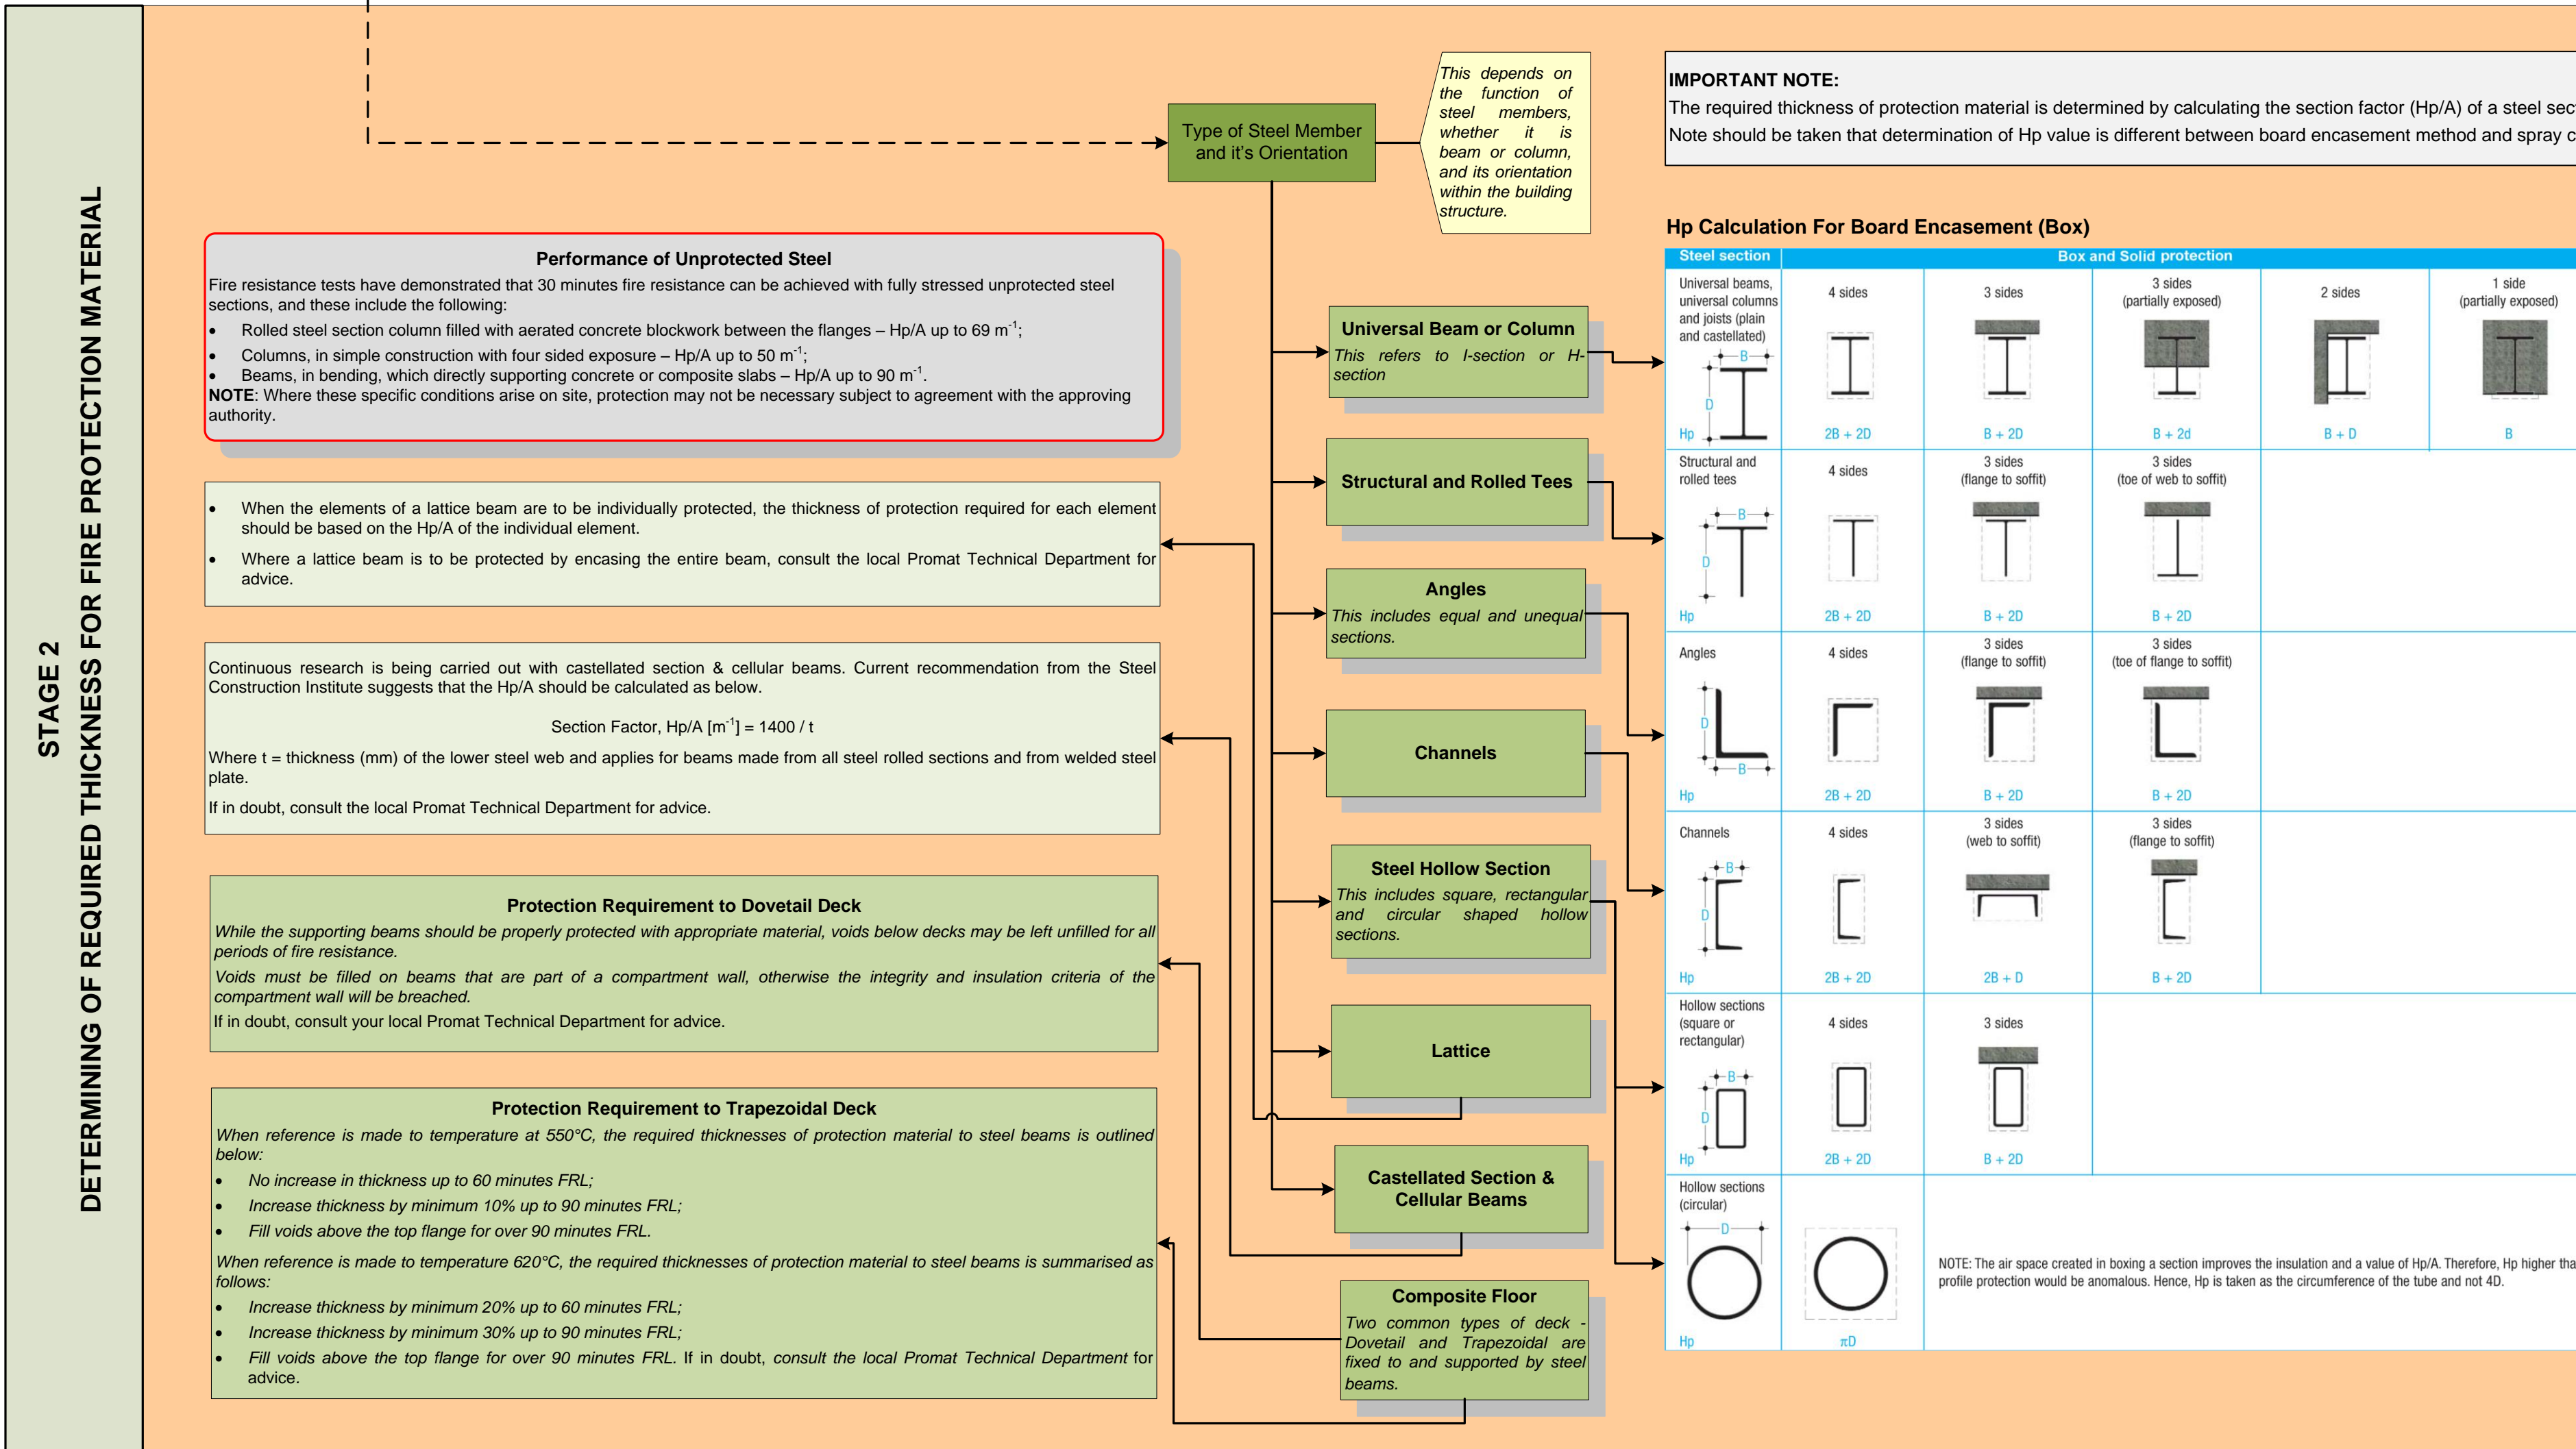 STAGE 2
DETERMINING OF REQUIRED THICKNESS FOR FIRE PROTECTION MATERIAL
Type of Steel Member
and it's Orientation
This depends on
the function of
steel members,
whether it is
beam or column,
and its orientation
within the building
structure.
IMPORTANT NOTE:
The required thickness of protection material is determined by calculating the section factor (Hp/A) of a steel sec
Note should be taken that determination of Hp value is different between board encasement method and spray c
Performance of Unprotected Steel
Fire resistance tests have demonstrated that 30 minutes fire resistance can be achieved with fully stressed unprotected steel
sections, and these include the following:
• Rolled steel section column filled with aerated concrete blockwork between the flanges – Hp/A up to 69 m-1;
• Columns, in simple construction with four sided exposure – Hp/A up to 50 m-1;
• Beams, in bending, which directly supporting concrete or composite slabs – Hp/A up to 90 m-1.
NOTE: Where these specific conditions arise on site, protection may not be necessary subject to agreement with the approving
authority.
• When the elements of a lattice beam are to be individually protected, the thickness of protection required for each element
should be based on the Hp/A of the individual element.
• Where a lattice beam is to be protected by encasing the entire beam, consult the local Promat Technical Department for
advice.
Continuous research is being carried out with castellated section & cellular beams. Current recommendation from the Steel
Construction Institute suggests that the Hp/A should be calculated as below.
Section Factor, Hp/A [m-1] = 1400 / t
Where t = thickness (mm) of the lower steel web and applies for beams made from all steel rolled sections and from welded steel
plate.
If in doubt, consult the local Promat Technical Department for advice.
Protection Requirement to Dovetail Deck
While the supporting beams should be properly protected with appropriate material, voids below decks may be left unfilled for all
periods of fire resistance.
Voids must be filled on beams that are part of a compartment wall, otherwise the integrity and insulation criteria of the
compartment wall will be breached.
If in doubt, consult your local Promat Technical Department for advice.
Protection Requirement to Trapezoidal Deck
When reference is made to temperature at 550°C, the required thicknesses of protection material to steel beams is outlined
below:
• No increase in thickness up to 60 minutes FRL;
• Increase thickness by minimum 10% up to 90 minutes FRL;
• Fill voids above the top flange for over 90 minutes FRL.
When reference is made to temperature 620°C, the required thicknesses of protection material to steel beams is summarised as
follows:
• Increase thickness by minimum 20% up to 60 minutes FRL;
• Increase thickness by minimum 30% up to 90 minutes FRL;
• Fill voids above the top flange for over 90 minutes FRL. If in doubt, consult the local Promat Technical Department for
advice.
Universal Beam or Column
This refers to I-section or H-
section
Structural and Rolled Tees
Angles
This includes equal and unequal
sections.
Channels
Steel Hollow Section
This includes square, rectangular
and circular shaped hollow
sections.
Lattice
Castellated Section &
Cellular Beams
Composite Floor
Two common types of deck -
Dovetail and Trapezoidal are
fixed to and supported by steel
beams.
Hp Calculation For Board Encasement (Box)
Steel section
Box and Solid protection
Universal beams,
universal columns
and joists (plain
and castellated)
B
D
Hp
4 sides
2B + 2D
3 sides
B + 2D
3 sides
(partially exposed)
B + 2d
2 sides
B + D
1 side
(partially exposed)
B
Structural and
rolled tees
B
D
Hp
4 sides
2B + 2D
3 sides
(flange to soffit)
B + 2D
3 sides
(toe of web to soffit)
B + 2D
Angles
D
B
Hp
4 sides
2B + 2D
3 sides
(flange to soffit)
B + 2D
3 sides
(toe of flange to soffit)
B + 2D
Channels
B
D
Hp
4 sides
2B + 2D
3 sides
(web to soffit)
2B + D
3 sides
(flange to soffit)
B + 2D
Hollow sections
(square or
rectangular)
B
D
Hp
4 sides
2B + 2D
3 sides
B + 2D
Hollow sections
(circular)
D
Hp
πD
NOTE: The air space created in boxing a section improves the insulation and a value of Hp/A. Therefore, Hp higher tha
profile protection would be anomalous. Hence, Hp is taken as the circumference of the tube and not 4D.